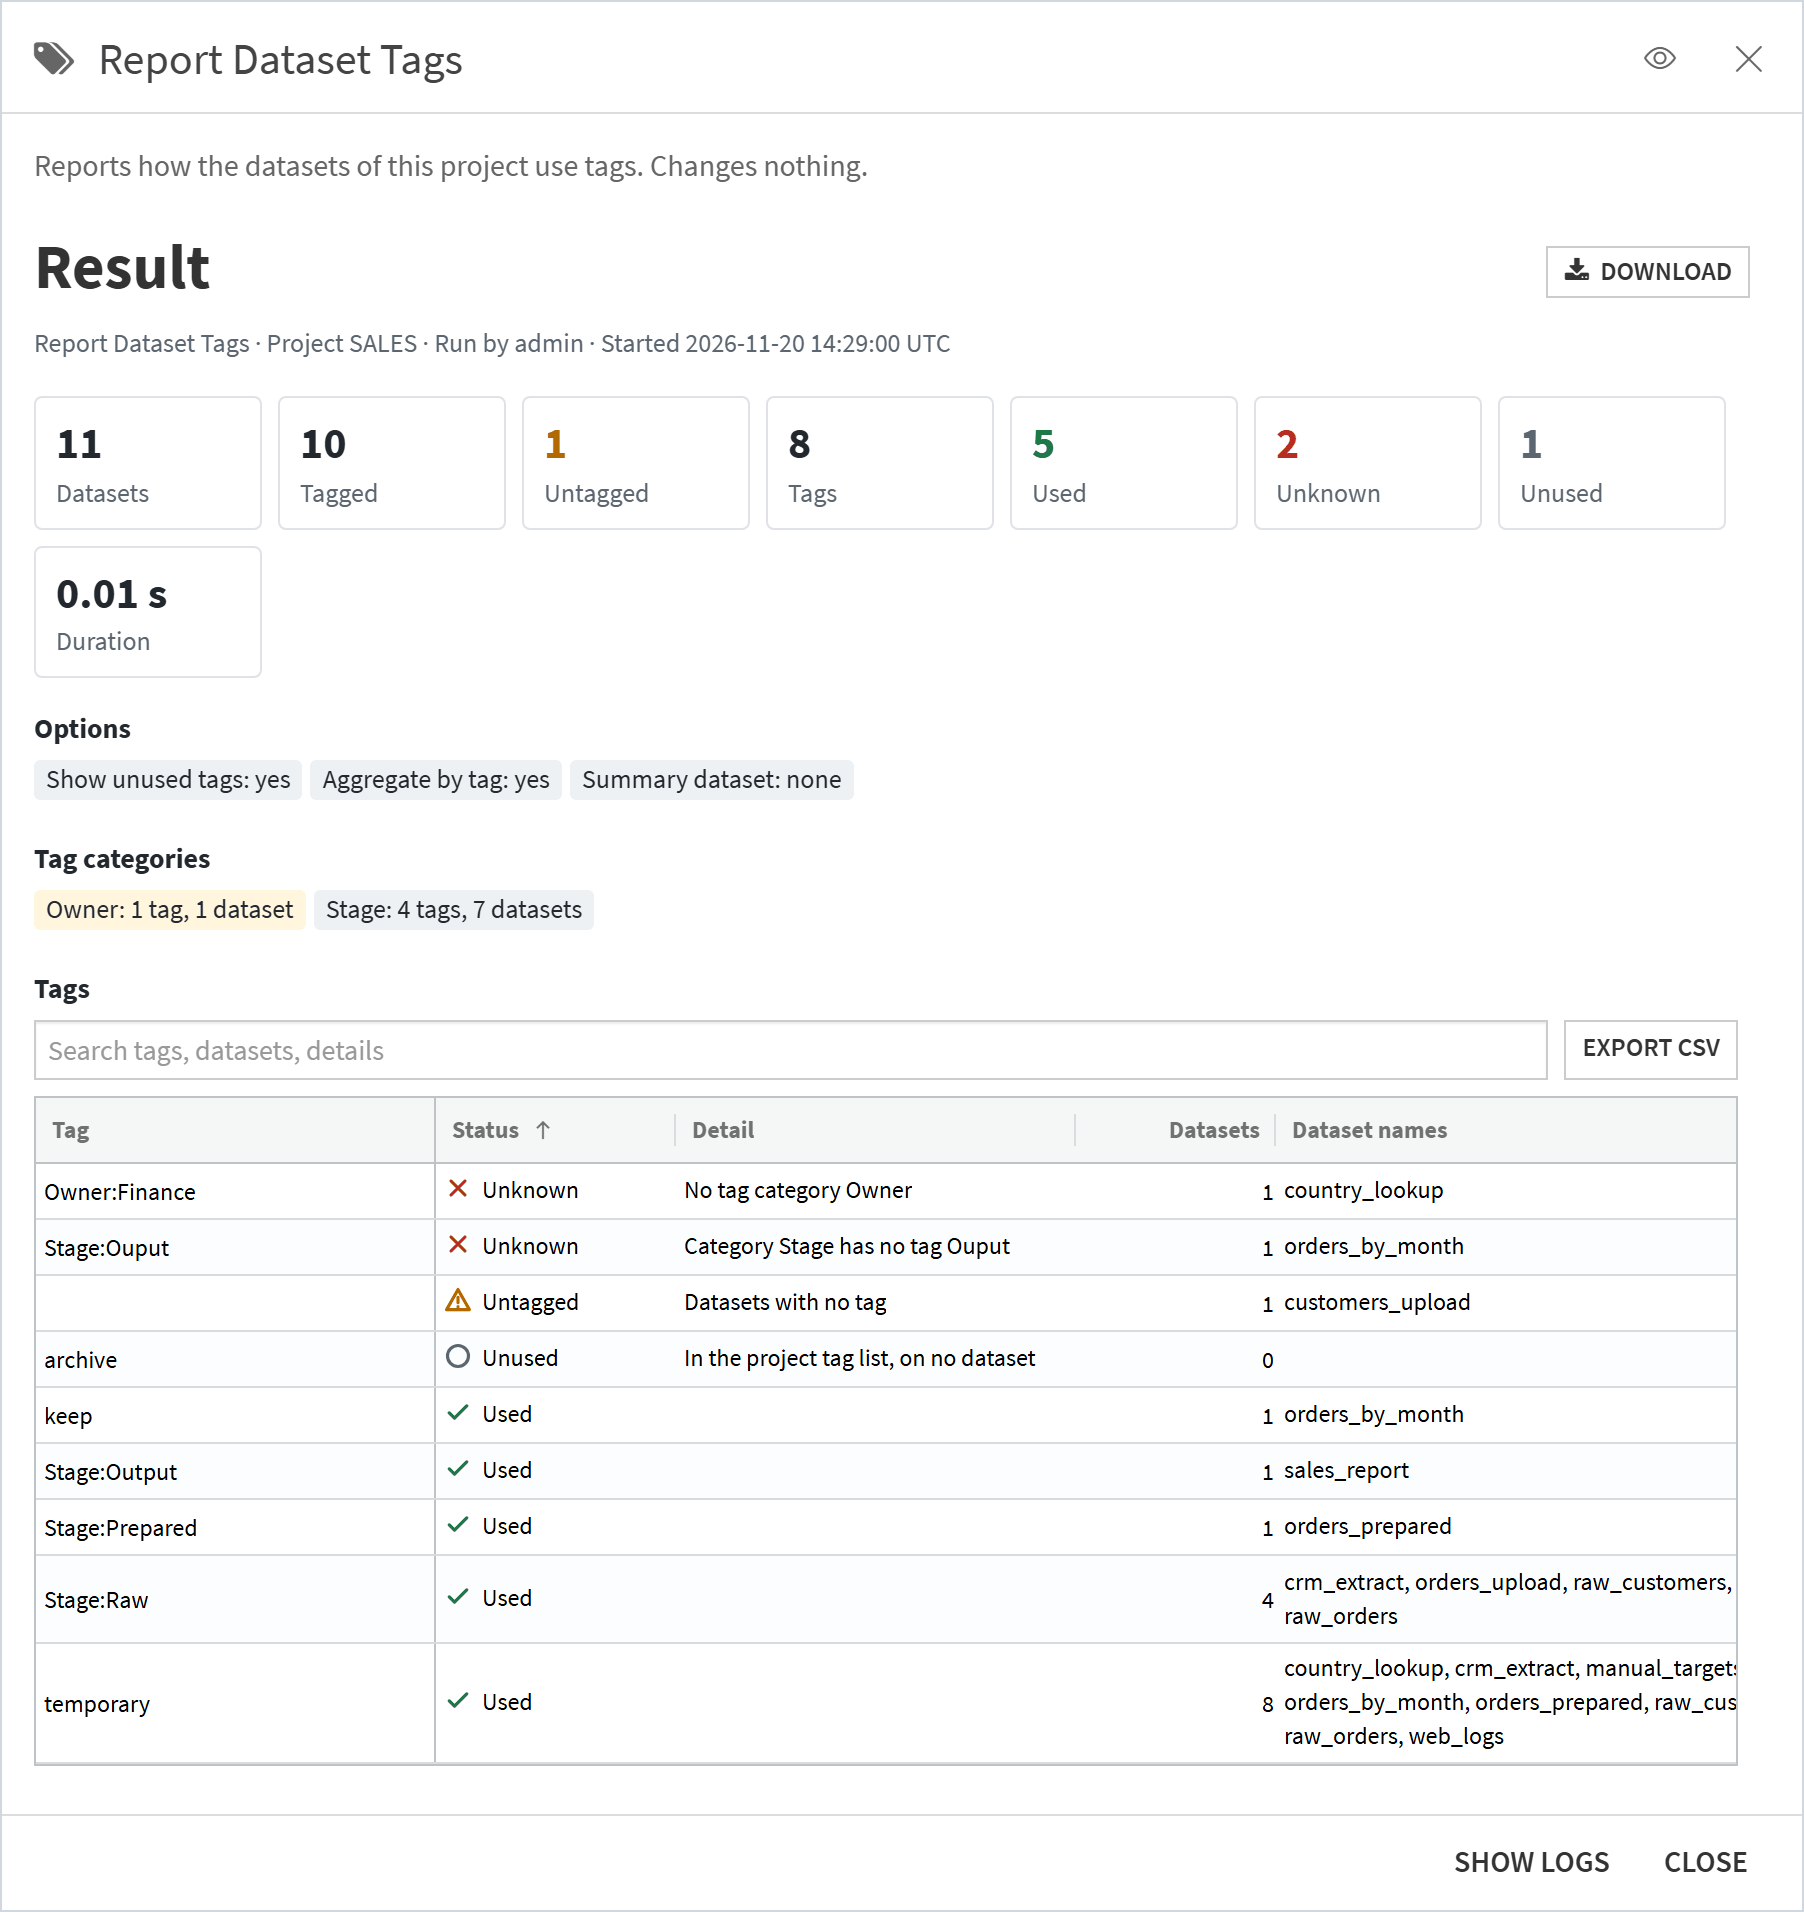 Report Dataset Tags
Reports how the datasets of this project use tags. Changes nothing.
Result
DOWNLOAD
Report Dataset Tags · Project SALES · Run by admin · Started 2026-11-20 14:29:00 UTC
11
Datasets
10
Tagged
1
Untagged
8
Tags
5
Used
2
Unknown
1
Unused
0.01 s
Duration
Options
Show unused tags: yes
Aggregate by tag: yes
Summary dataset: none
Tag categories
Owner: 1 tag, 1 dataset
Stage: 4 tags, 7 datasets
Tags
Search tags, datasets, details
EXPORT CSV
Tag Status Detail Datasets Dataset names
Owner:Finance Unknown No tag category Owner 1 country_lookup
Stage:Ouput Unknown Category Stage has no tag Ouput 1 orders_by_month
Untagged Datasets with no tag 1 customers_upload
archive Unused In the project tag list, on no dataset 0
keep Used 1 orders_by_month
Stage:Output Used 1 sales_report
Stage:Prepared Used 1 orders_prepared
Stage:Raw Used 4 crm_extract, orders_upload, raw_customers,
raw_orders
temporary Used 8 country_lookup, crm_extract, manual_targets
orders_by_month, orders_prepared, raw_cus
raw_orders, web_logs
SHOW LOGS
CLOSE